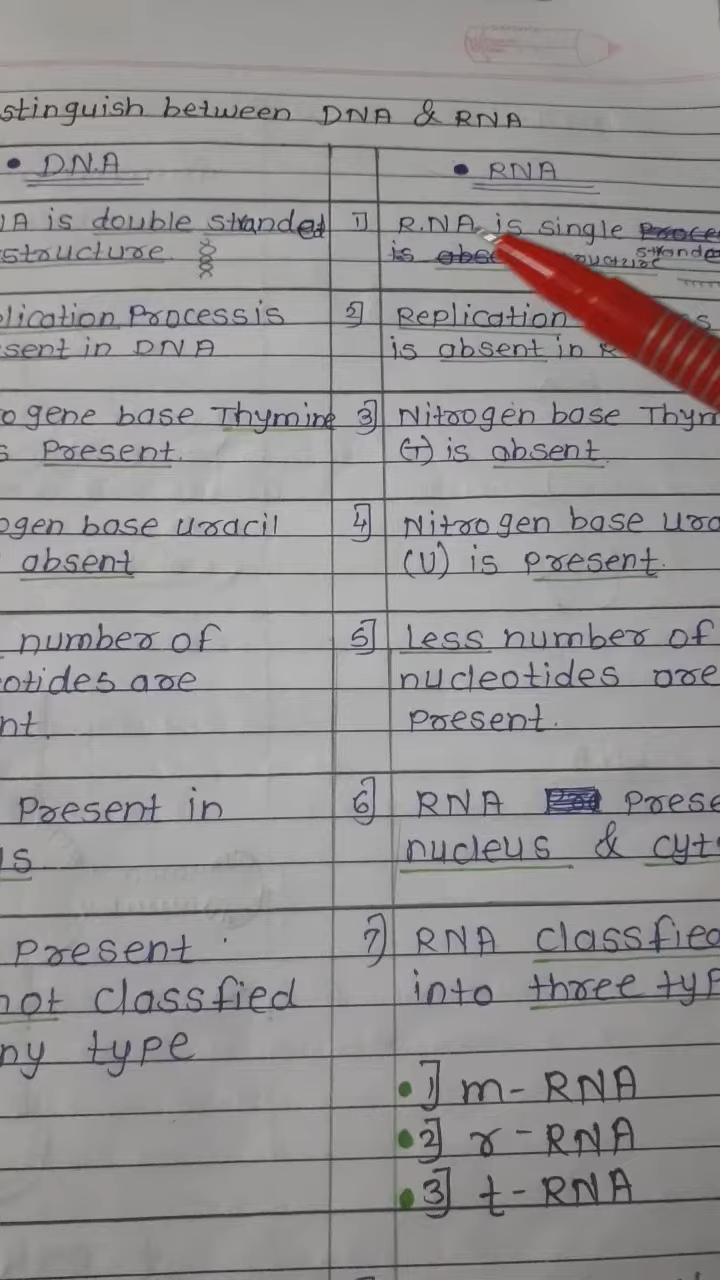 stinguish between DNA & RNA
• D.N.A
• RNA
A is double stranded
structure
1] R.N.A is single
strande
is
lication Process is
sent in DNA
2] Replication
is absent in
ogene base Thymine
s Present.
3] Nitrogen base Thym
(T) is absent.
ogen base uracil
absent
4] Nitrogen base ura
(U) is present.
number of
otides are
nt.
5] Less number of
nucleotides are
Present.
Present in
us
6] RNA Prese
nucleus & cyt
Present
not classfied
ny type
7] RNA classfied
into three typ
• 1] m-RNA
• 2] r-RNA
• 3] t-RNA